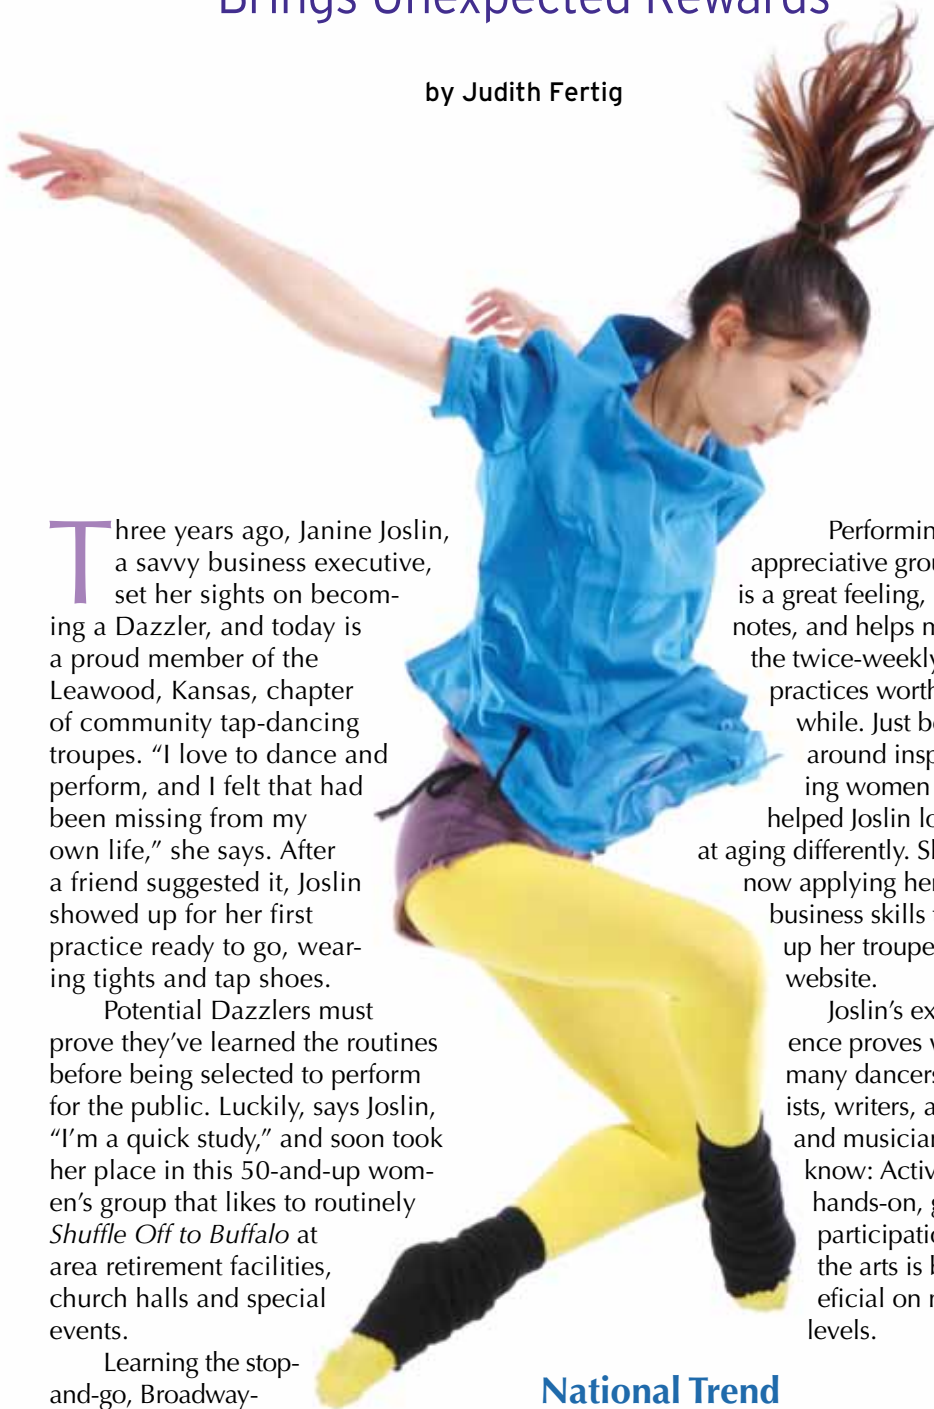 Brings Unexpected Rewards
by Judith Fertig
Three years ago, Janine Joslin,
a savvy business executive,
set her sights on becom-
ing a Dazzler, and today is
a proud member of the
Leawood, Kansas, chapter
of community tap-dancing
troupes. “I love to dance and
perform, and I felt that had
been missing from my
own life,” she says. After
a friend suggested it, Joslin
showed up for her first
practice ready to go, wear-
ing tights and tap shoes.
Potential Dazzlers must
prove they’ve learned the routines
before being selected to perform
for the public. Luckily, says Joslin,
“I’m a quick study,” and soon took
her place in this 50-and-up wom-
en’s group that likes to routinely
Shuffle Off to Buffalo at
area retirement facilities,
church halls and special
events.
Learning the stop-
and-go, Broadway-
Performin
appreciative grou
is a great feeling,
notes, and helps m
the twice-weekly
practices worth
while. Just be
around insp
ing women
helped Joslin lo
at aging differently. Sh
now applying her
business skills t
up her troupe
website.
Joslin’s ex
ence proves w
many dancers
ists, writers, a
and musician
know: Activ
hands-on, g
participatio
the arts is b
eficial on m
levels.
National Trend